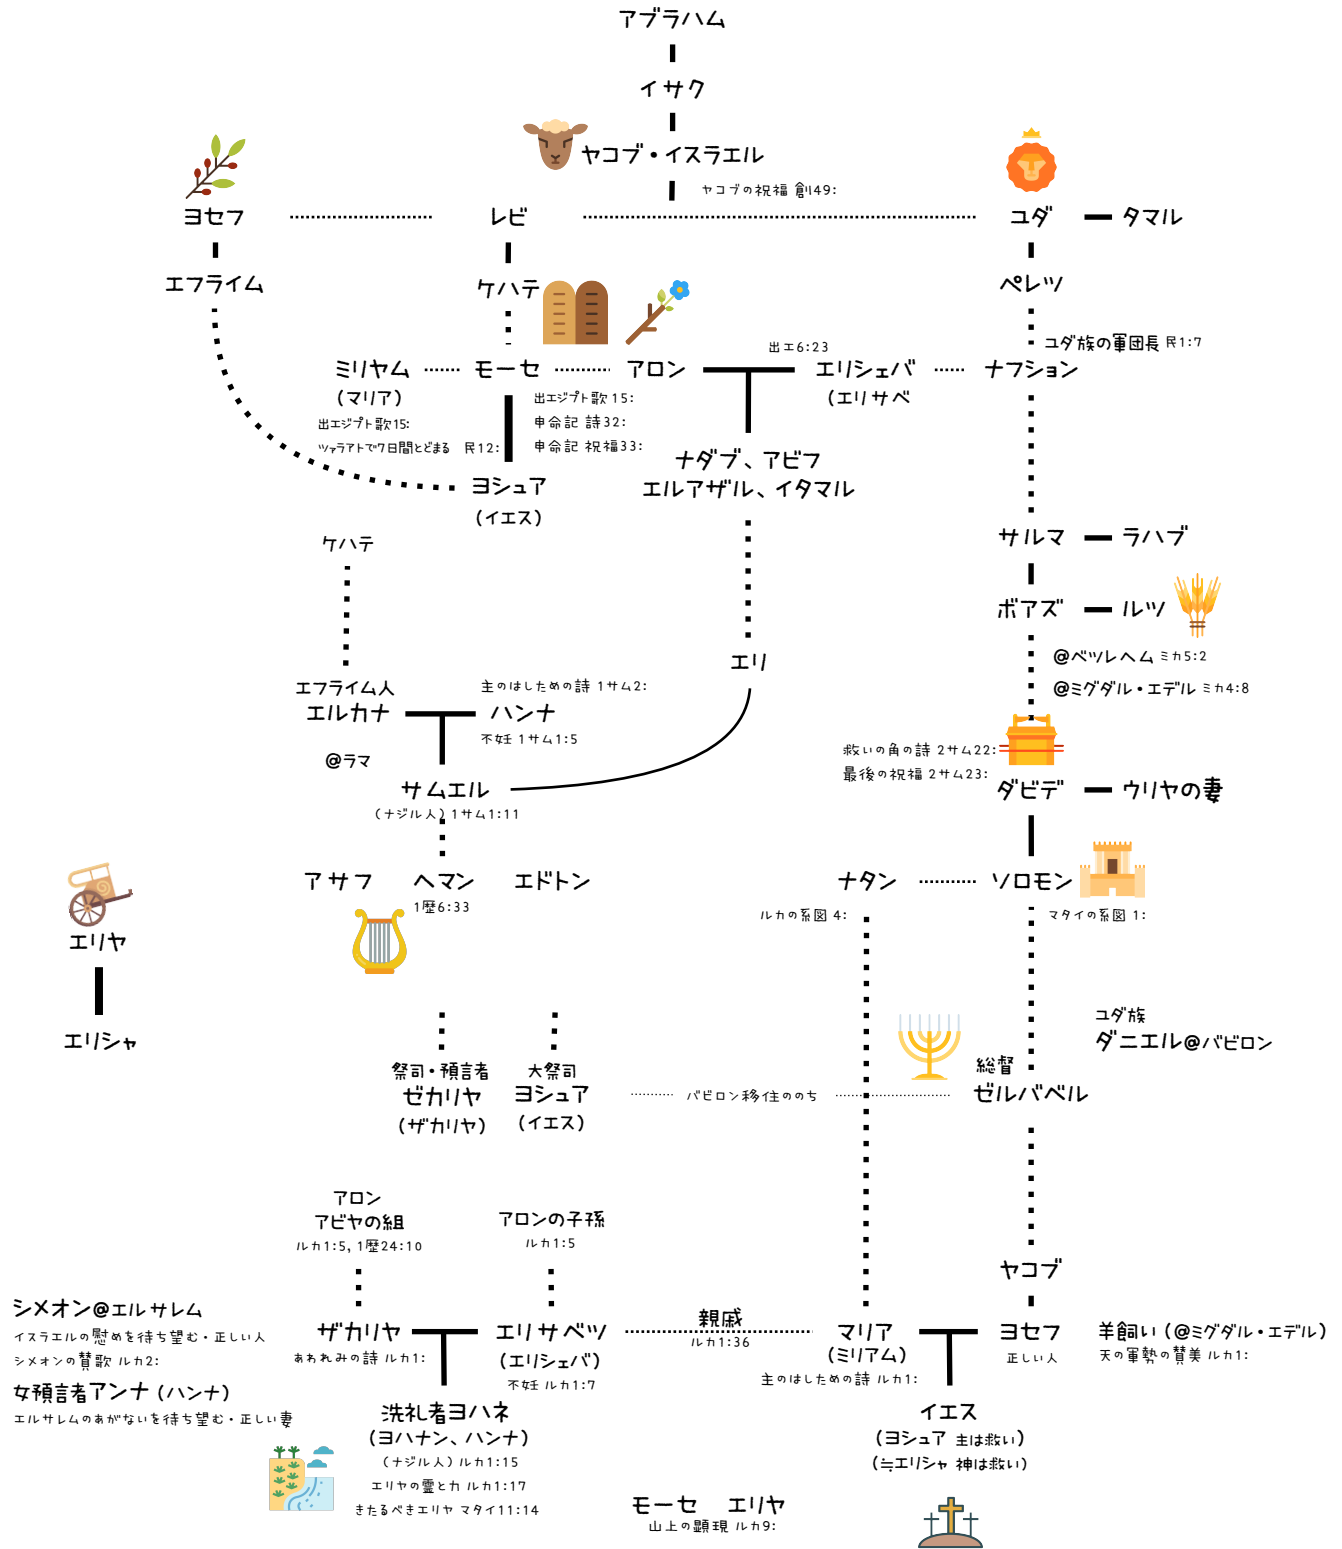 アブラハム
イサク
ヤコブ・イスラエル
ヤコブの祝福 創49:
ヨセフ
レビ
ユダ
タマル
エフライム
ケハテ
ペレツ
ユダ族の軍団長 民1:7
出エ6:23
ミリヤム
モーセ
アロン
エリシェバ
ナフション
(マリア)
(エリサベ
出エジプト歌15:
ツァラアトで7日間とどまる 民12:
出エジプト歌 15:
申命記 詩32:
申命記 祝福33:
ナダブ、アビフ
エルアザル、イタマル
ヨシュア
(イエス)
ケハテ
サルマ
ラハブ
ボアズ
ルツ
@ベツレヘム ミカ5:2
@ミグダル・エデル ミカ4:8
エリ
エフライム人
エルカナ
主のはしための詩 1サム2:
ハンナ
不妊 1サム1:5
@ラマ
サムエル
(ナジル人) 1サム1:11
救いの角の詩 2サム22:
最後の祝福 2サム23:
ダビデ
ウリヤの妻
アサフ
ヘマン
エドトン
1歴6:33
ナタン
ソロモン
ルカの系図 4:
マタイの系図 1:
エリヤ
エリシャ
ユダ族
ダニエル@バビロン
祭司・預言者
ゼカリヤ
(ザカリヤ)
大祭司
ヨシュア
(イエス)
バビロン移住ののち
総督
ゼルバベル
アロン
アビヤの組
ルカ1:5, 1歴24:10
アロンの子孫
ルカ1:5
ヤコブ
シメオン@エルサレム
イスラエルの慰めを待ち望む・正しい人
シメオンの賛歌 ルカ2:
女預言者アンナ (ハンナ)
エルサレムのあがないを待ち望む・正しい妻
ザカリヤ
あわれみの詩 ルカ1:
エリサベツ
(エリシェバ)
不妊 ルカ1:7
親戚
ルカ1:36
マリア
(ミリアム)
主のはしための詩 ルカ1:
ヨセフ
正しい人
羊飼い (@ミグダル・エデル)
天の軍勢の賛美 ルカ1:
洗礼者ヨハネ
(ヨハナン、ハンナ)
(ナジル人) ルカ1:15
エリヤの霊と力 ルカ1:17
きたるべきエリヤ マタイ11:14
イエス
(ヨシュア 主は救い)
(≒エリシャ 神は救い)
モーセ エリヤ
山上の顕現 ルカ9: